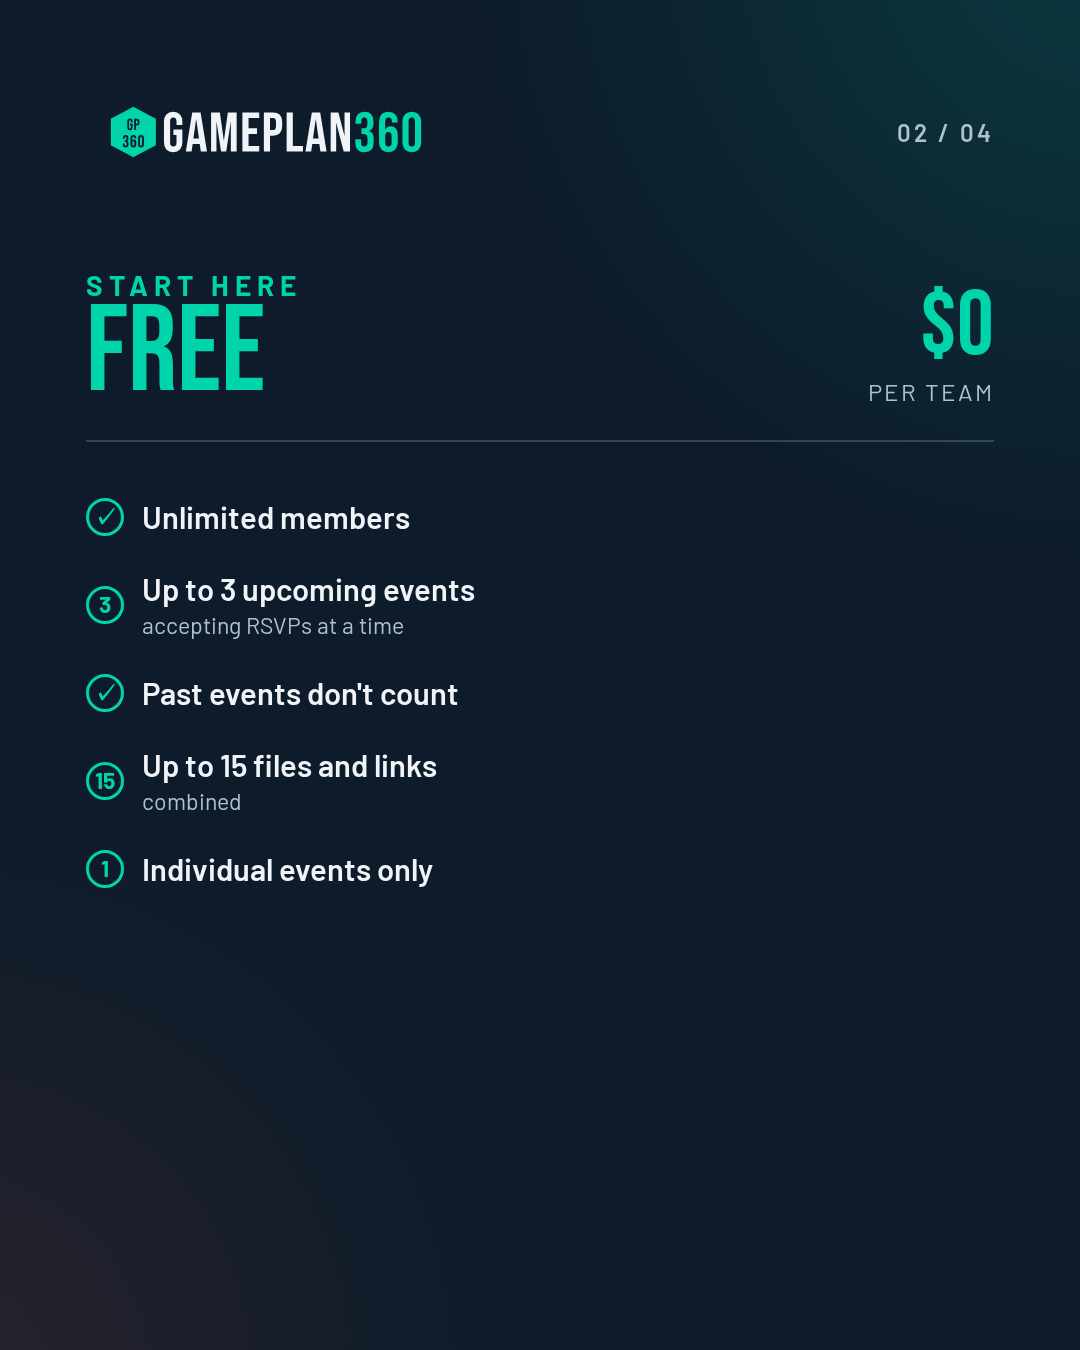 GP
360
GAMEPLAN360
02 / 04
START HERE
FREE
$0
PER TEAM
✓ Unlimited members
3 Up to 3 upcoming events
accepting RSVPs at a time
✓ Past events don't count
15 Up to 15 files and links
combined
1 Individual events only